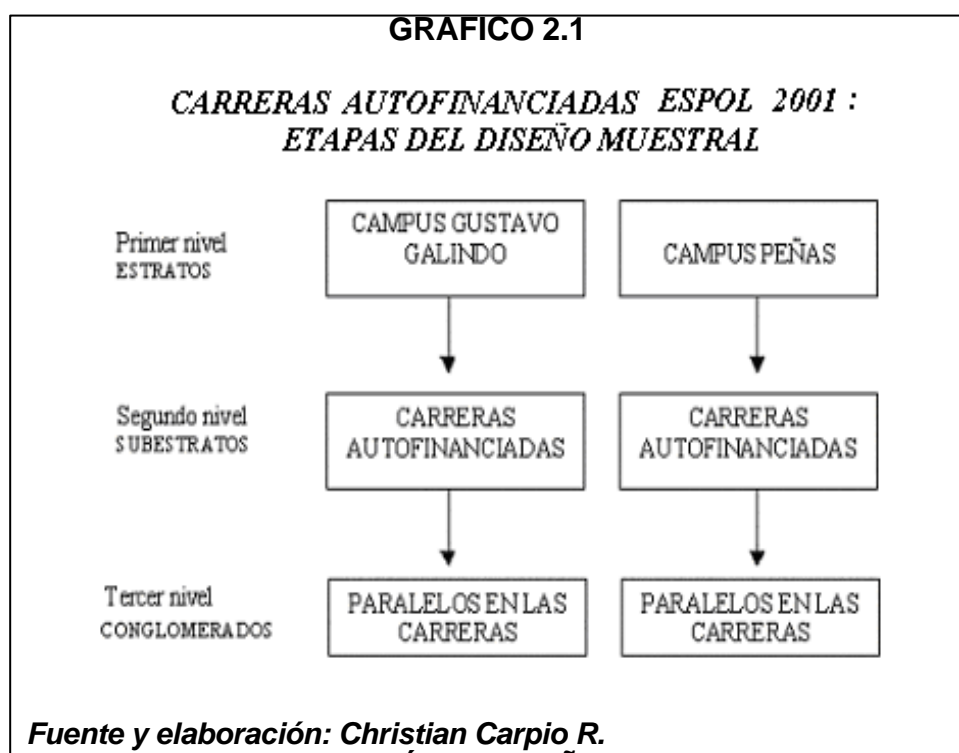 GRAFICO 2.1
CARRERAS AUTOFINANCIADAS ESPOL 2001 :
ETAPAS DEL DISEÑO MUESTRAL
Primer nivel
ESTRATOS
CAMPUS GUSTAVO
GALINDO
CAMPUS PEÑAS
Segundo nivel
SUBESTRATOS
CARRERAS
AUTOFINANCIADAS
CARRERAS
AUTOFINANCIADAS
Tercer nivel
CONGLOMERADOS
PARALELOS EN LAS
CARRERAS
PARALELOS EN LAS
CARRERAS
Fuente y elaboración: Christian Carpio R.